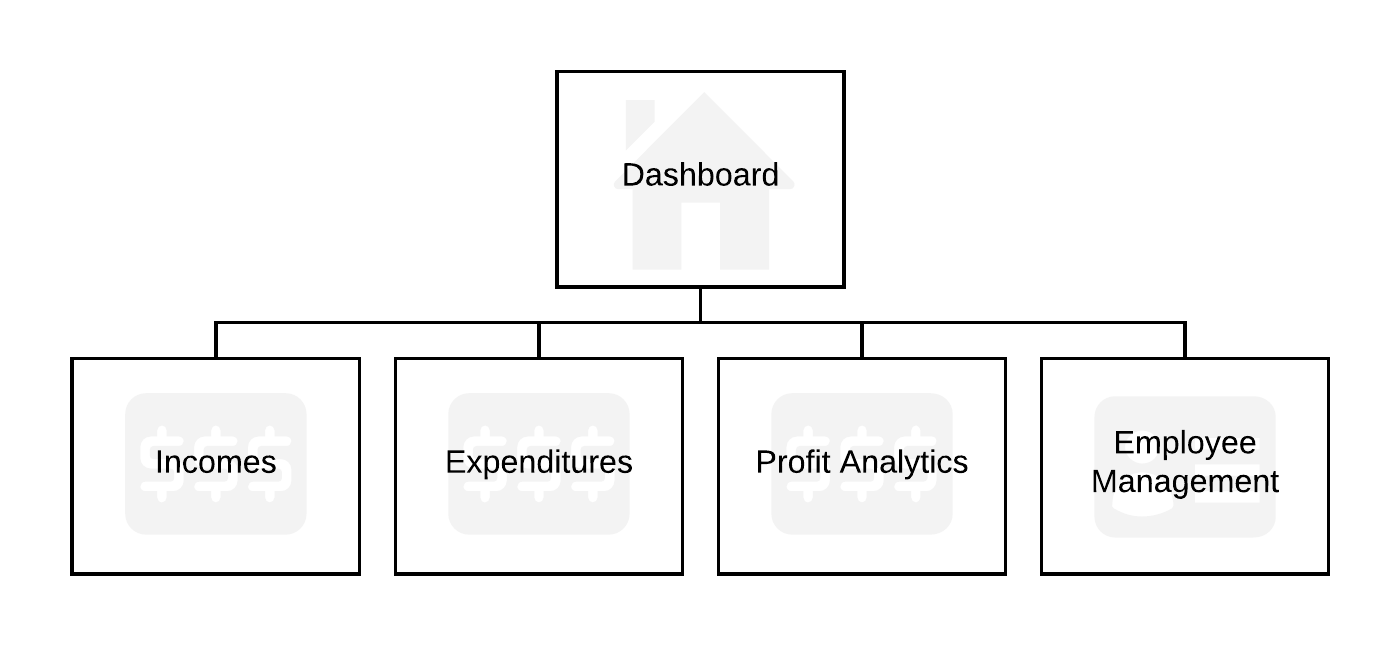 Dashboard
Incomes
Expenditures
Profit Analytics
Employee
Management